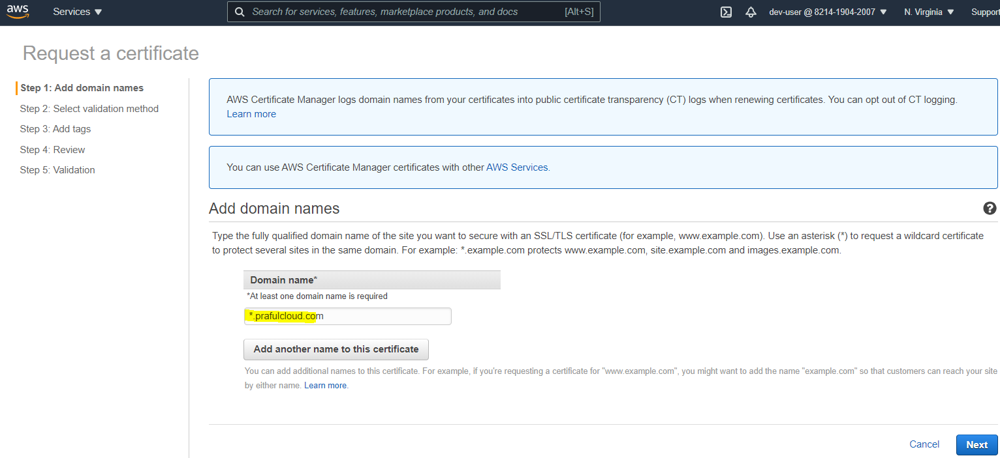 aws
Services ▼
Search for services, features, marketplace products, and docs
[Alt+S]
dev-user @ 8214-1904-2007 ▼
N. Virginia ▼
Support
Request a certificate
Step 1: Add domain names
Step 2: Select validation method
Step 3: Add tags
Step 4: Review
Step 5: Validation
AWS Certificate Manager logs domain names from your certificates into public certificate transparency (CT) logs when renewing certificates. You can opt out of CT logging.
Learn more
You can use AWS Certificate Manager certificates with other AWS Services.
Add domain names
?
Type the fully qualified domain name of the site you want to secure with an SSL/TLS certificate (for example, www.example.com). Use an asterisk (*) to request a wildcard certificate
to protect several sites in the same domain. For example: *.example.com protects www.example.com, site.example.com and images.example.com.
Domain name*
*At least one domain name is required
*.prafulcloud.com
Add another name to this certificate
You can add additional names to this certificate. For example, if you're requesting a certificate for "www.example.com", you might want to add the name "example.com" so that customers can reach your site
by either name. Learn more.
Cancel
Next